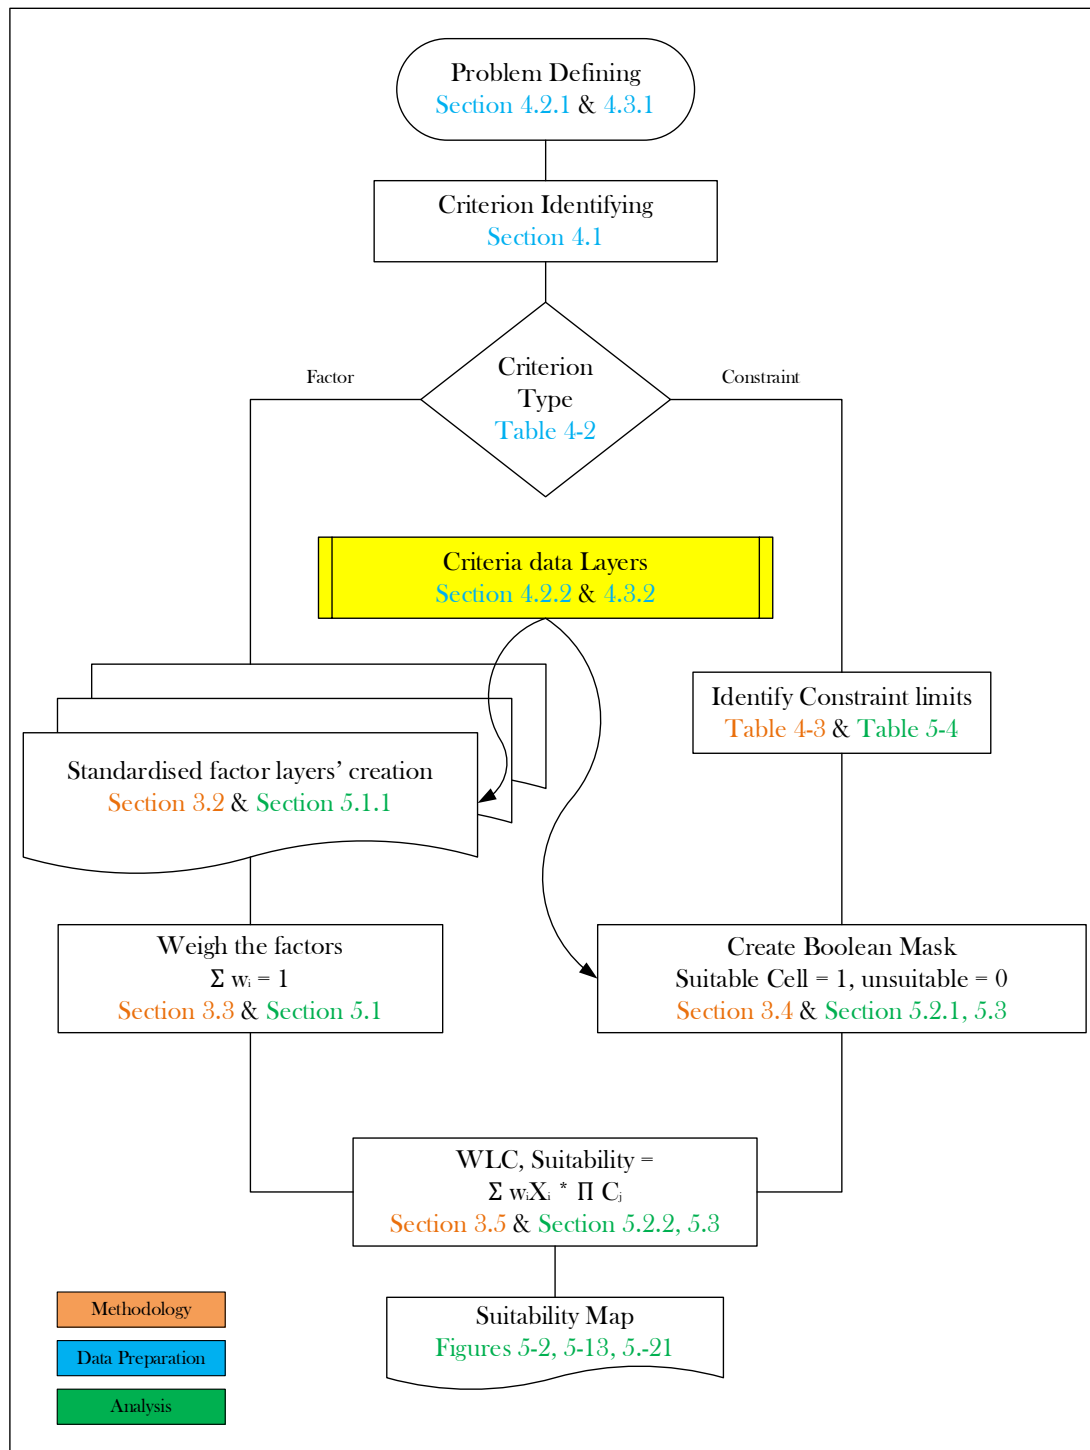 Problem Defining
Section 4.2.1 & 4.3.1
Criterion Identifying
Section 4.1
Factor
Criterion
Type
Table 4-2
Constraint
Criteria data Layers
Section 4.2.2 & 4.3.2
Standardised factor layers’ creation
Section 3.2 & Section 5.1.1
Identify Constraint limits
Table 4-3 & Table 5-4
Weigh the factors
Σ wᵢ = 1
Section 3.3 & Section 5.1
Create Boolean Mask
Suitable Cell = 1, unsuitable = 0
Section 3.4 & Section 5.2.1, 5.3
WLC, Suitability =
Σ wᵢXᵢ * Π Cⱼ
Section 3.5 & Section 5.2.2, 5.3
Suitability Map
Figures 5-2, 5-13, 5.-21
Methodology
Data Preparation
Analysis